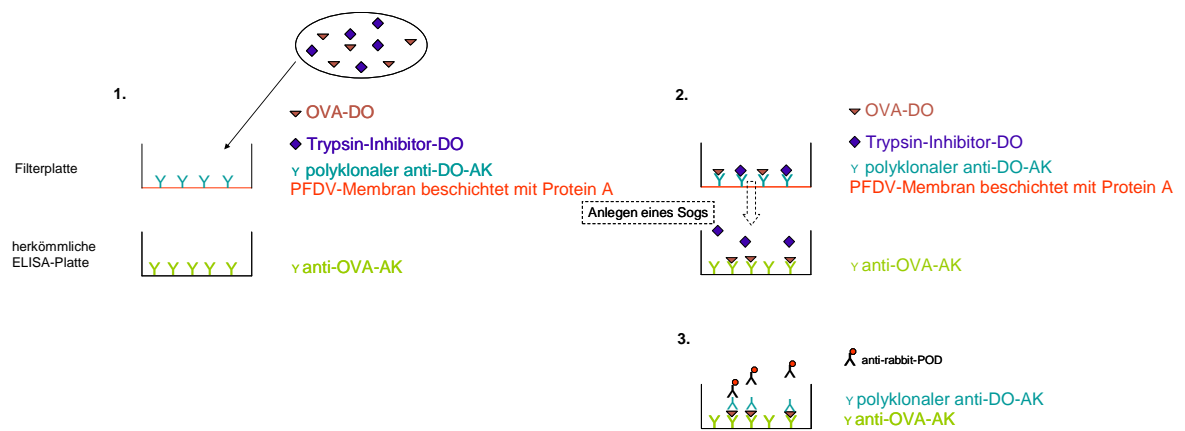 1.
OVA-DO
Trypsin-Inhibitor-DO
Filterplatte
polyklonaler anti-DO-AK
PFDV-Membran beschichtet mit Protein A
herkömmliche
ELISA-Platte
anti-OVA-AK
2.
OVA-DO
Trypsin-Inhibitor-DO
polyklonaler anti-DO-AK
PFDV-Membran beschichtet mit Protein A
Anlegen eines Sogs
anti-OVA-AK
3.
anti-rabbit-POD
polyklonaler anti-DO-AK
anti-OVA-AK